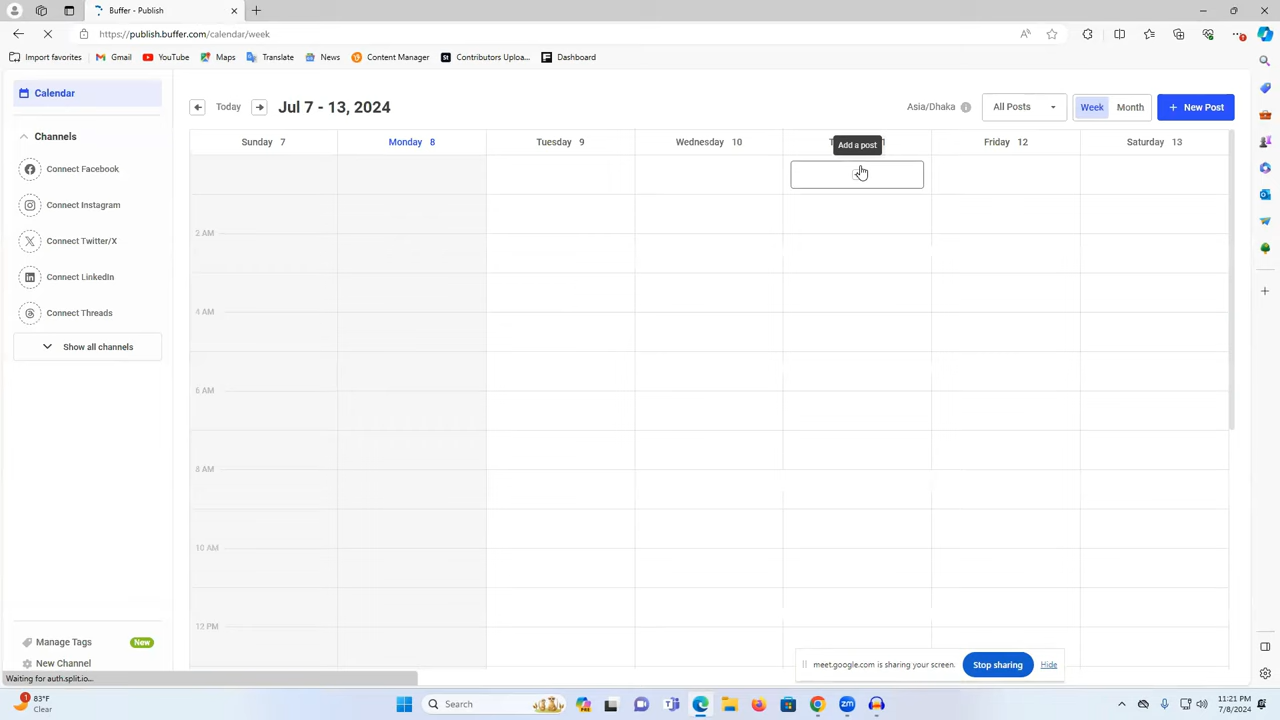 Buffer - Publish
https://publish.buffer.com/calendar/week
Import favorites
Gmail
YouTube
Maps
Translate
News
Content Manager
Contributors Uploa...
Dashboard
Calendar
Today
Jul 7 - 13, 2024
Asia/Dhaka
All Posts
Week
Month
+ New Post
Channels
Sunday 7
Monday 8
Tuesday 9
Wednesday 10
Add a post
Friday 12
Saturday 13
Connect Facebook
Connect Instagram
Connect Twitter/X
Connect LinkedIn
Connect Threads
Show all channels
2 AM
4 AM
6 AM
8 AM
10 AM
12 PM
Manage Tags
New
New Channel
Waiting for auth.split.io...
meet.google.com is sharing your screen.
Stop sharing
Hide
1
83°F
Clear
Search
zm
11:21 PM
7/8/2024